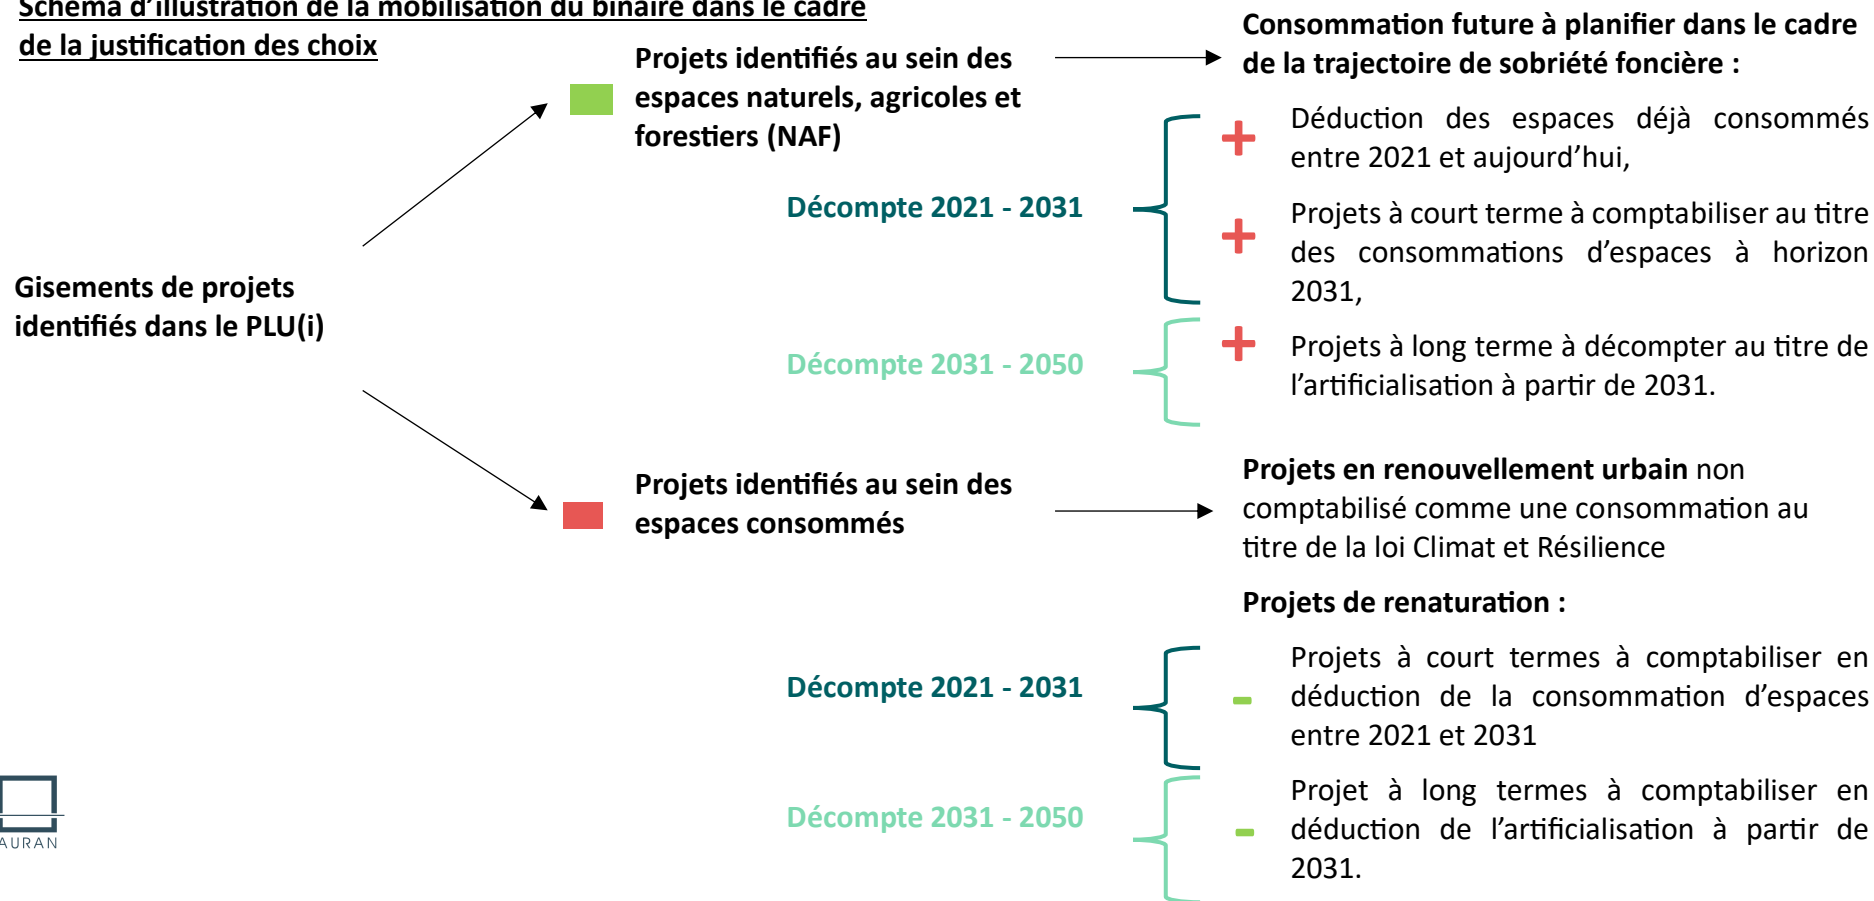 Schéma d’illustration de la mobilisation du binaire dans le cadre
de la justification des choix
Gisements de projets
identifiés dans le PLU(i)
Projets identifiés au sein des
espaces naturels, agricoles et
forestiers (NAF)
Consommation future à planifier dans le cadre
de la trajectoire de sobriété foncière :
Décompte 2021 - 2031
+ Déduction des espaces déjà consommés
entre 2021 et aujourd’hui,
+ Projets à court terme à comptabiliser au titre
des consommations d’espaces à horizon
2031,
Décompte 2031 - 2050
+ Projets à long terme à décompter au titre de
l’artificialisation à partir de 2031.
Projets identifiés au sein des
espaces consommés
Projets en renouvellement urbain non
comptabilisé comme une consommation au
titre de la loi Climat et Résilience
Projets de renaturation :
Décompte 2021 - 2031
- Projets à court termes à comptabiliser en
déduction de la consommation d’espaces
entre 2021 et 2031
Décompte 2031 - 2050
- Projet à long termes à comptabiliser en
déduction de l’artificialisation à partir de
2031.
AURAN